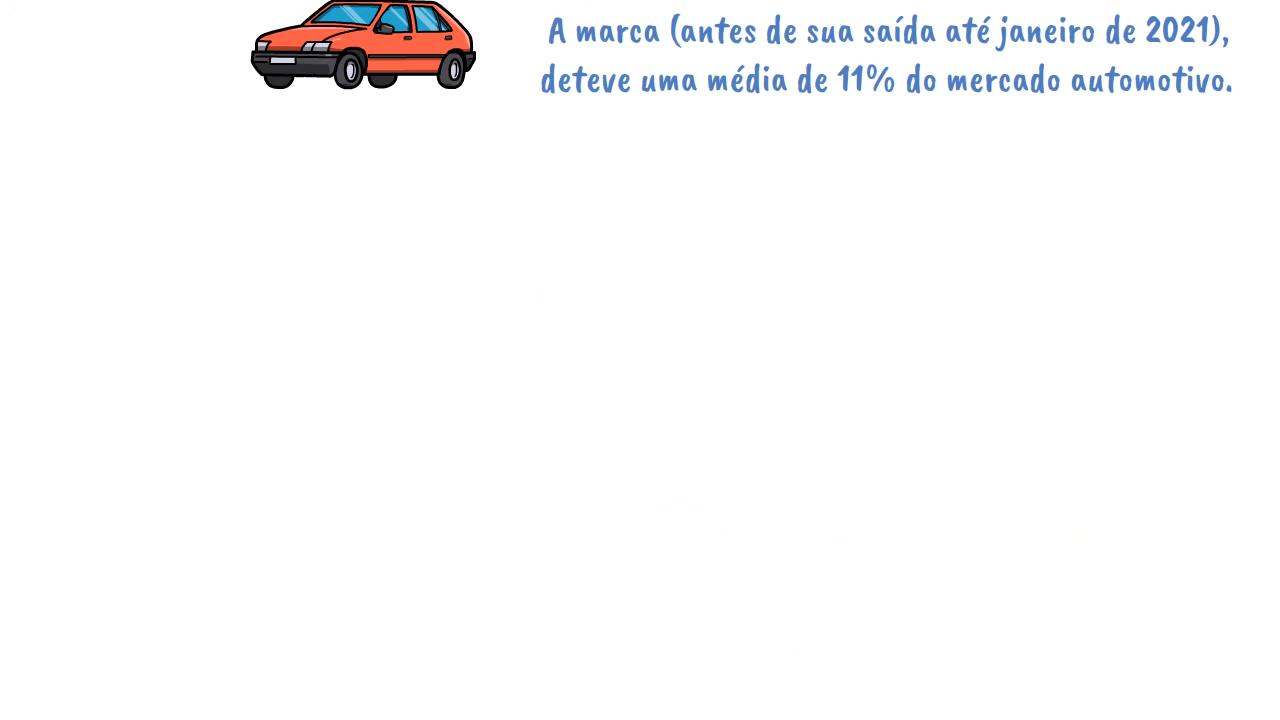 A marca (antes de sua saída até janeiro de 2021),
deteve uma média de 11% do mercado automotivo.